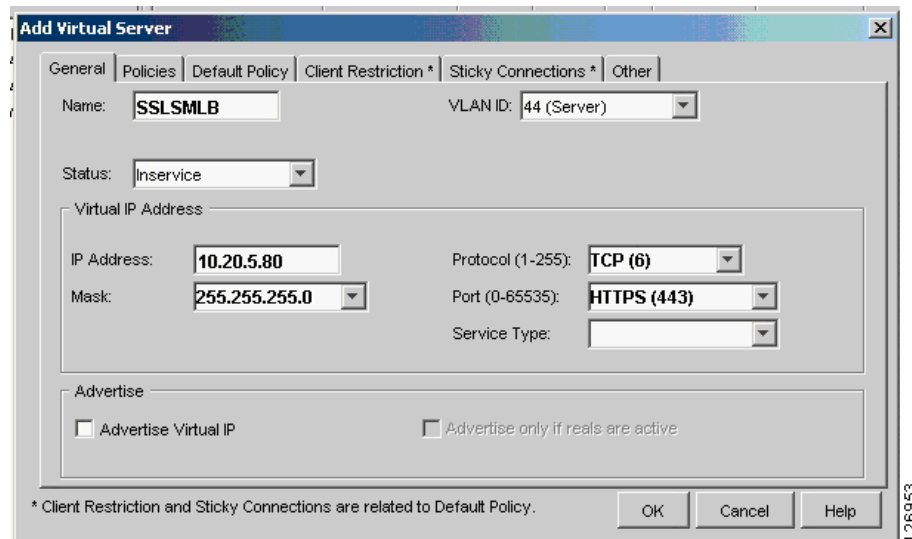 Add Virtual Server
General Policies Default Policy Client Restriction * Sticky Connections * Other
Name: SSLSMLB VLAN ID: 44 (Server)
Status: Inservice
Virtual IP Address
IP Address: 10.20.5.80 Protocol (1-255): TCP (6)
Mask: 255.255.255.0 Port (0-65535): HTTPS (443)
Service Type:
Advertise
Advertise Virtual IP Advertise only if reals are active
* Client Restriction and Sticky Connections are related to Default Policy.
OK Cancel Help
126953